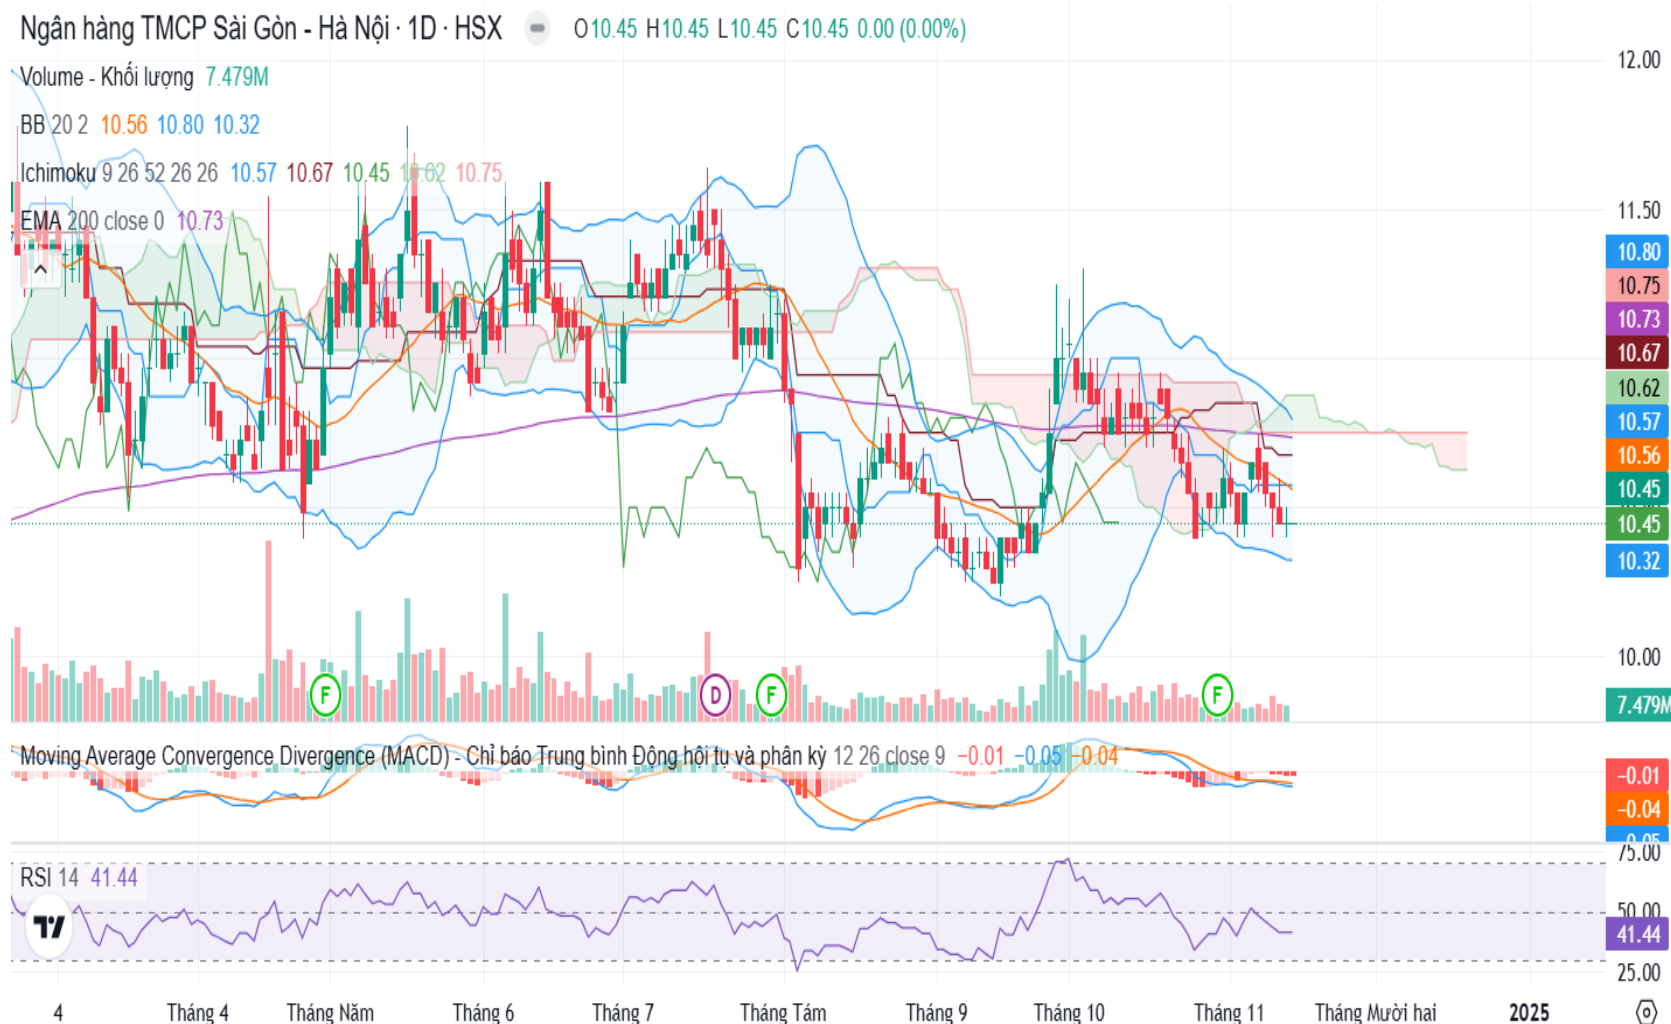 Ngân hàng TMCP Sài Gòn - Hà Nội · 1D · HSX O10.45 H10.45 L10.45 C10.45 0.00 (0.00%)
Volume - Khối lượng 7.479M
BB 20 2 10.56 10.80 10.32
Ichimoku 9 26 52 26 26 10.57 10.67 10.45 10.62 10.75
EMA 200 close 0 10.73
12.00
11.50
10.80
10.75
10.73
10.67
10.62
10.57
10.56
10.45
10.45
10.32
10.00
7.479M
F
D
F
F
Moving Average Convergence Divergence (MACD) - Chỉ báo Trung bình Động hội tụ và phân kỳ 12 26 close 9 −0.01 −0.05 −0.04
−0.01
−0.04
−0.05
RSI 14 41.44
75.00
50.00
41.44
25.00
4 Tháng 4 Tháng Năm Tháng 6 Tháng 7 Tháng Tám Tháng 9 Tháng 10 Tháng 11 Tháng Mười hai 2025